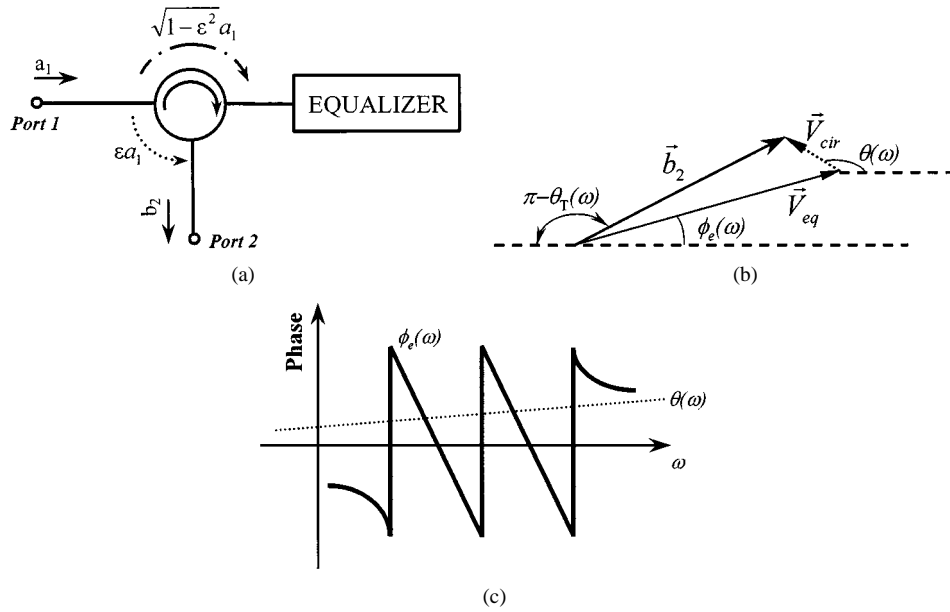 √1−ε² a₁
a₁
Port 1
EQUALIZER
εa₁
b₂
Port 2
(a)
b⃗₂
V⃗cir
θ(ω)
π−θT(ω)
ϕe(ω)
V⃗eq
(b)
Phase
ϕe(ω)
θ(ω)
ω
(c)